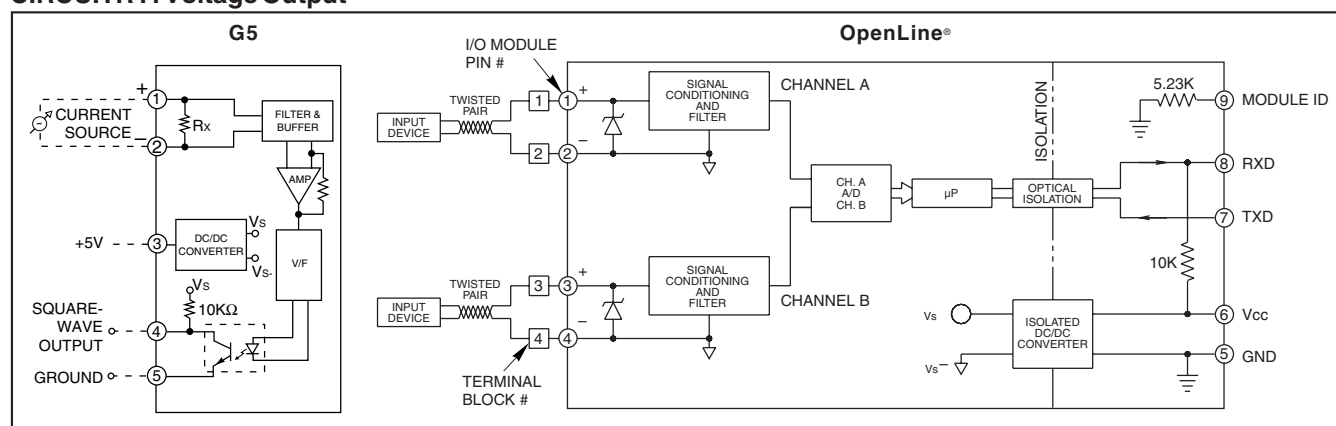 G5
+
1
CURRENT
SOURCE
–
2
Rx
FILTER &
BUFFER
AMP
+5V
3
DC/DC
CONVERTER
Vs
Vs-
V/F
Vs
10KΩ
SQUARE-
WAVE
OUTPUT
4
GROUND
5
OpenLine®
I/O MODULE
PIN #
INPUT
DEVICE
TWISTED
PAIR
1
1
+
2
2
–
SIGNAL
CONDITIONING
AND
FILTER
CHANNEL A
INPUT
DEVICE
TWISTED
PAIR
3
3
+
4
4
–
SIGNAL
CONDITIONING
AND
FILTER
CHANNEL B
TERMINAL
BLOCK #
CH. A
A/D
CH. B
µP
ISOLATION
OPTICAL
ISOLATION
5.23K
9 MODULE ID
8 RXD
7 TXD
10K
Vs
Vs–
ISOLATED
DC/DC
CONVERTER
6 Vcc
5 GND